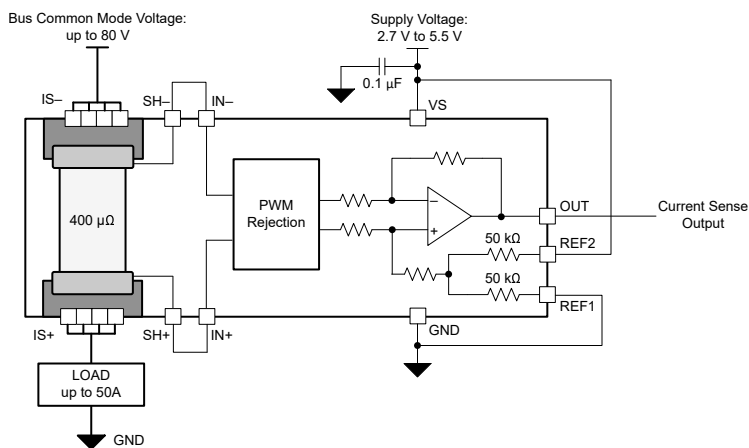 Bus Common Mode Voltage:
up to 80 V
Supply Voltage:
2.7 V to 5.5 V
0.1 µF
IS–
SH–
IN–
VS
400 µΩ
PWM
Rejection
–
+
OUT
Current Sense
Output
50 kΩ
REF2
50 kΩ
REF1
IS+
SH+
IN+
GND
LOAD
up to 50A
GND